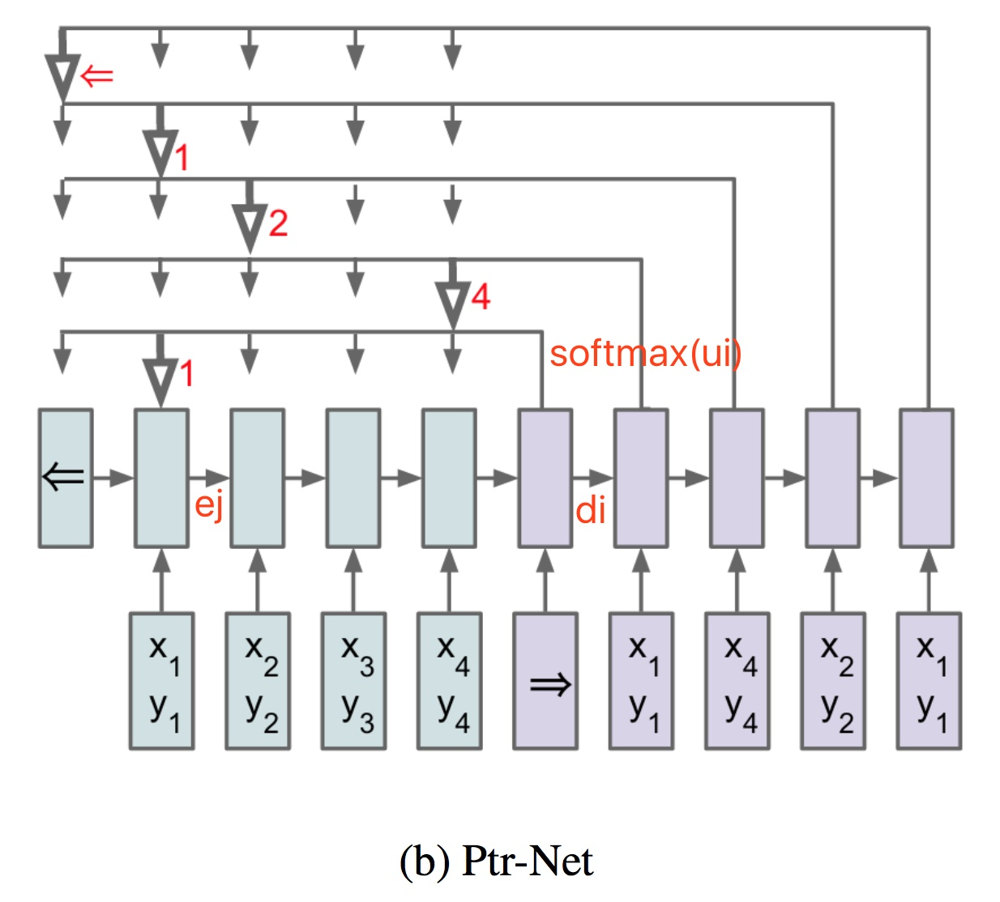 ⇐
1
2
4
softmax(ui)
1
⇐
ej
di
x1 x2 x3 x4 ⇒ x1 x4 x2 x1
y1 y2 y3 y4 y1 y4 y2 y1
(b) Ptr-Net